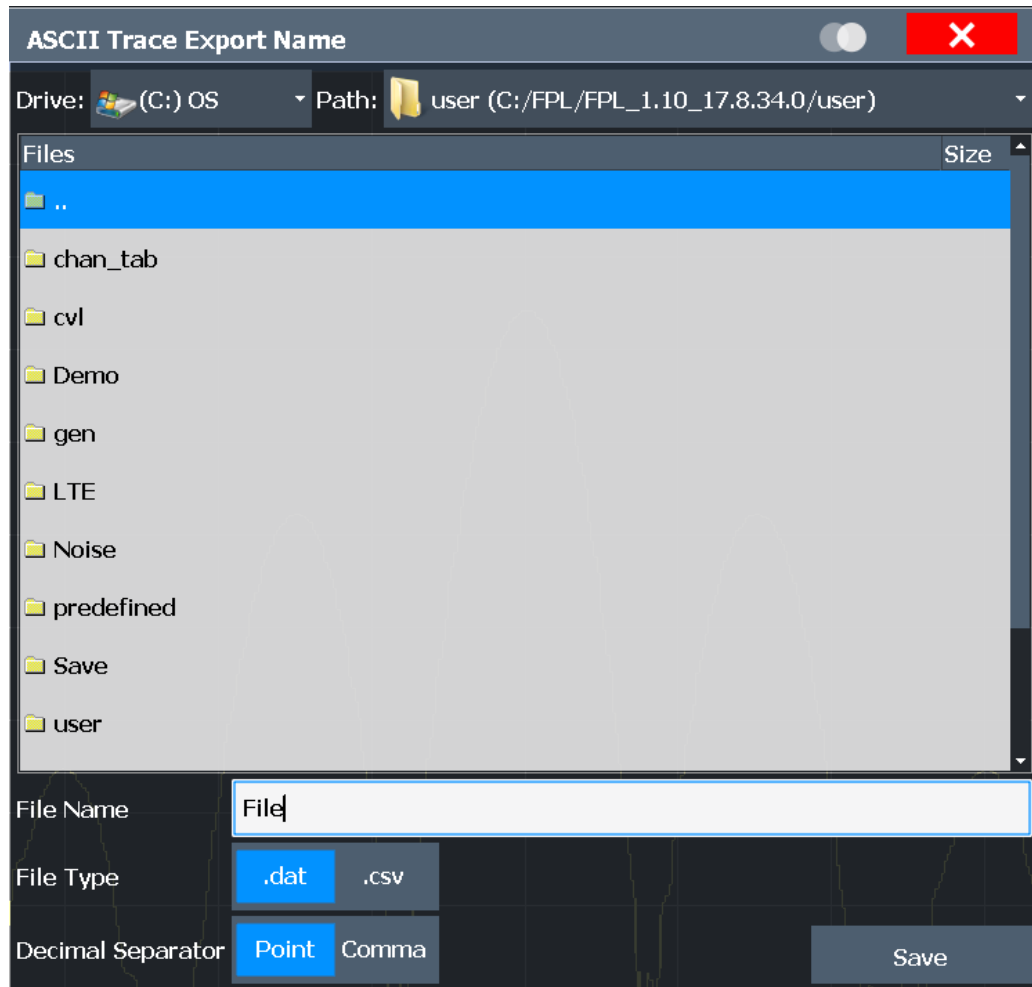 ASCII Trace Export Name
Drive: (C:) OS Path: user (C:/FPL/FPL_1.10_17.8.34.0/user)
Files Size
..
chan_tab
cvl
Demo
gen
LTE
Noise
predefined
Save
user
File Name File
File Type .dat .csv
Decimal Separator Point Comma Save